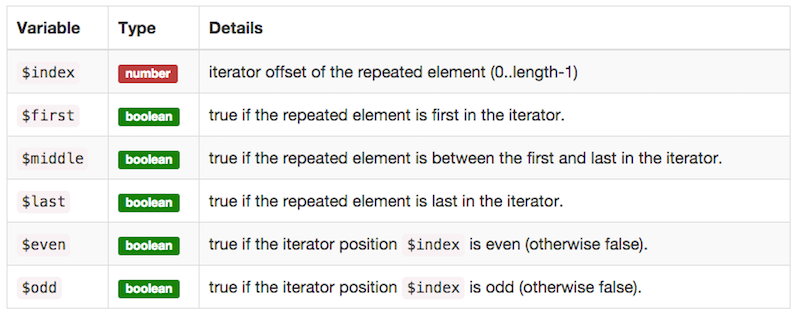 Variable Type Details
$index number iterator offset of the repeated element (0..length-1)
$first boolean true if the repeated element is first in the iterator.
$middle boolean true if the repeated element is between the first and last in the iterator.
$last boolean true if the repeated element is last in the iterator.
$even boolean true if the iterator position $index is even (otherwise false).
$odd boolean true if the iterator position $index is odd (otherwise false).